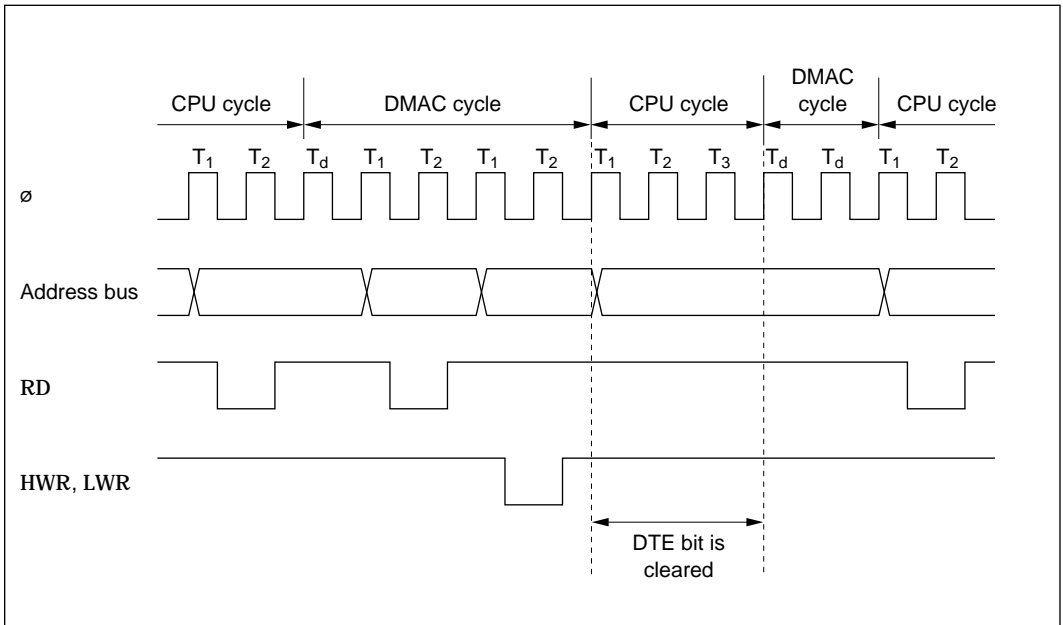 DMAC
cycle
CPU cycle DMAC cycle CPU cycle CPU cycle
T1 T2 Td T1 T2 T1 T2 T1 T2 T3 Td Td T1 T2
ø
Address bus
RD
HWR, LWR
DTE bit is
cleared